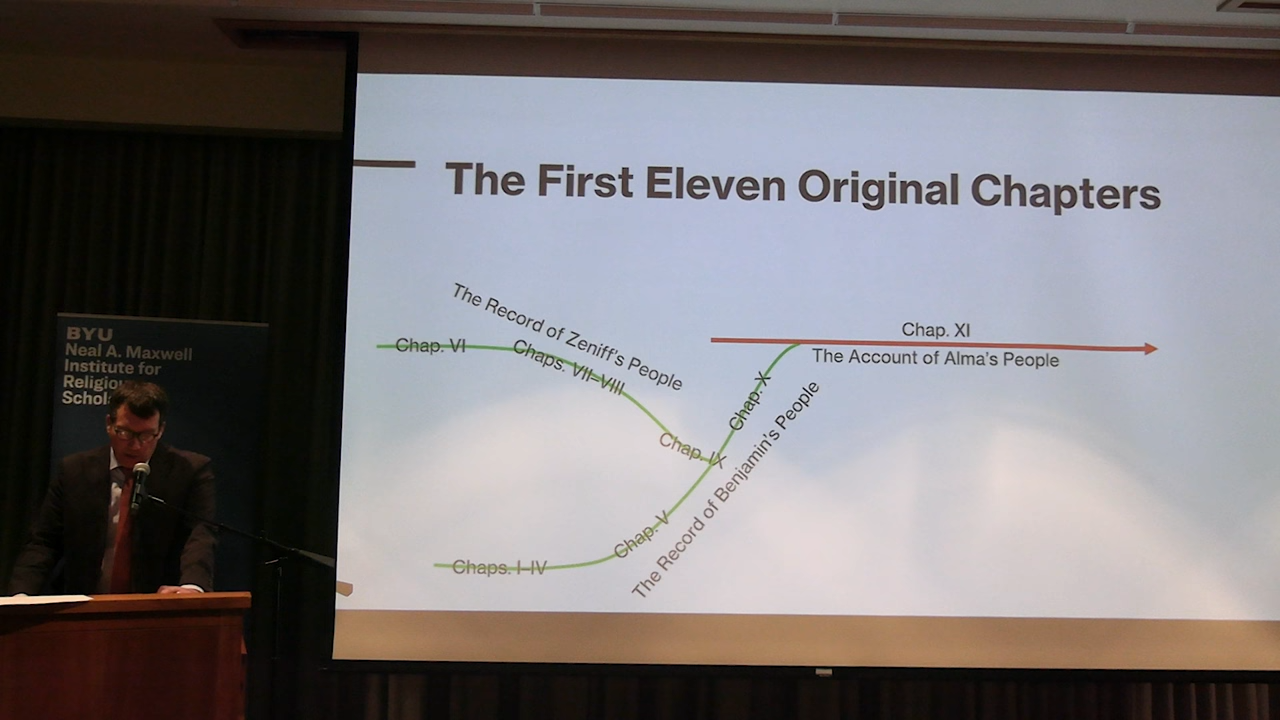 The First Eleven Original Chapters
The Record of Zeniff's People
Chap. VI
Chaps. VII–VIII
Chap. IX
Chap. X
Chap. XI
The Account of Alma's People
The Record of Benjamin's People
Chap. V
Chaps. I–IV
BYU
Neal A. Maxwell
Institute for